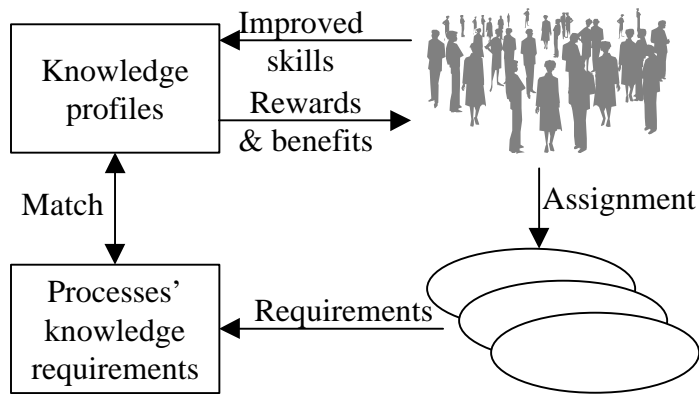 Improved
skills
Knowledge
profiles
Rewards
& benefits
Match
Assignment
Processes’
knowledge
requirements
Requirements